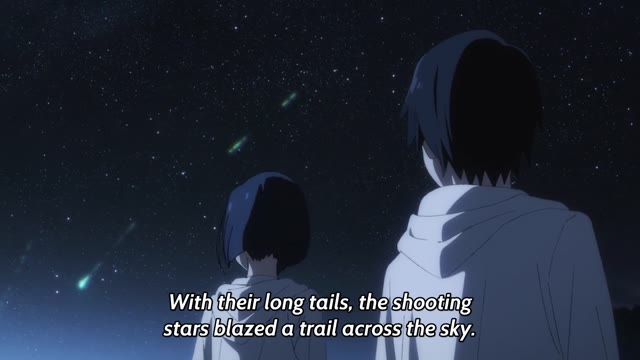 With their long tails, the shooting
stars blazed a trail across the sky.